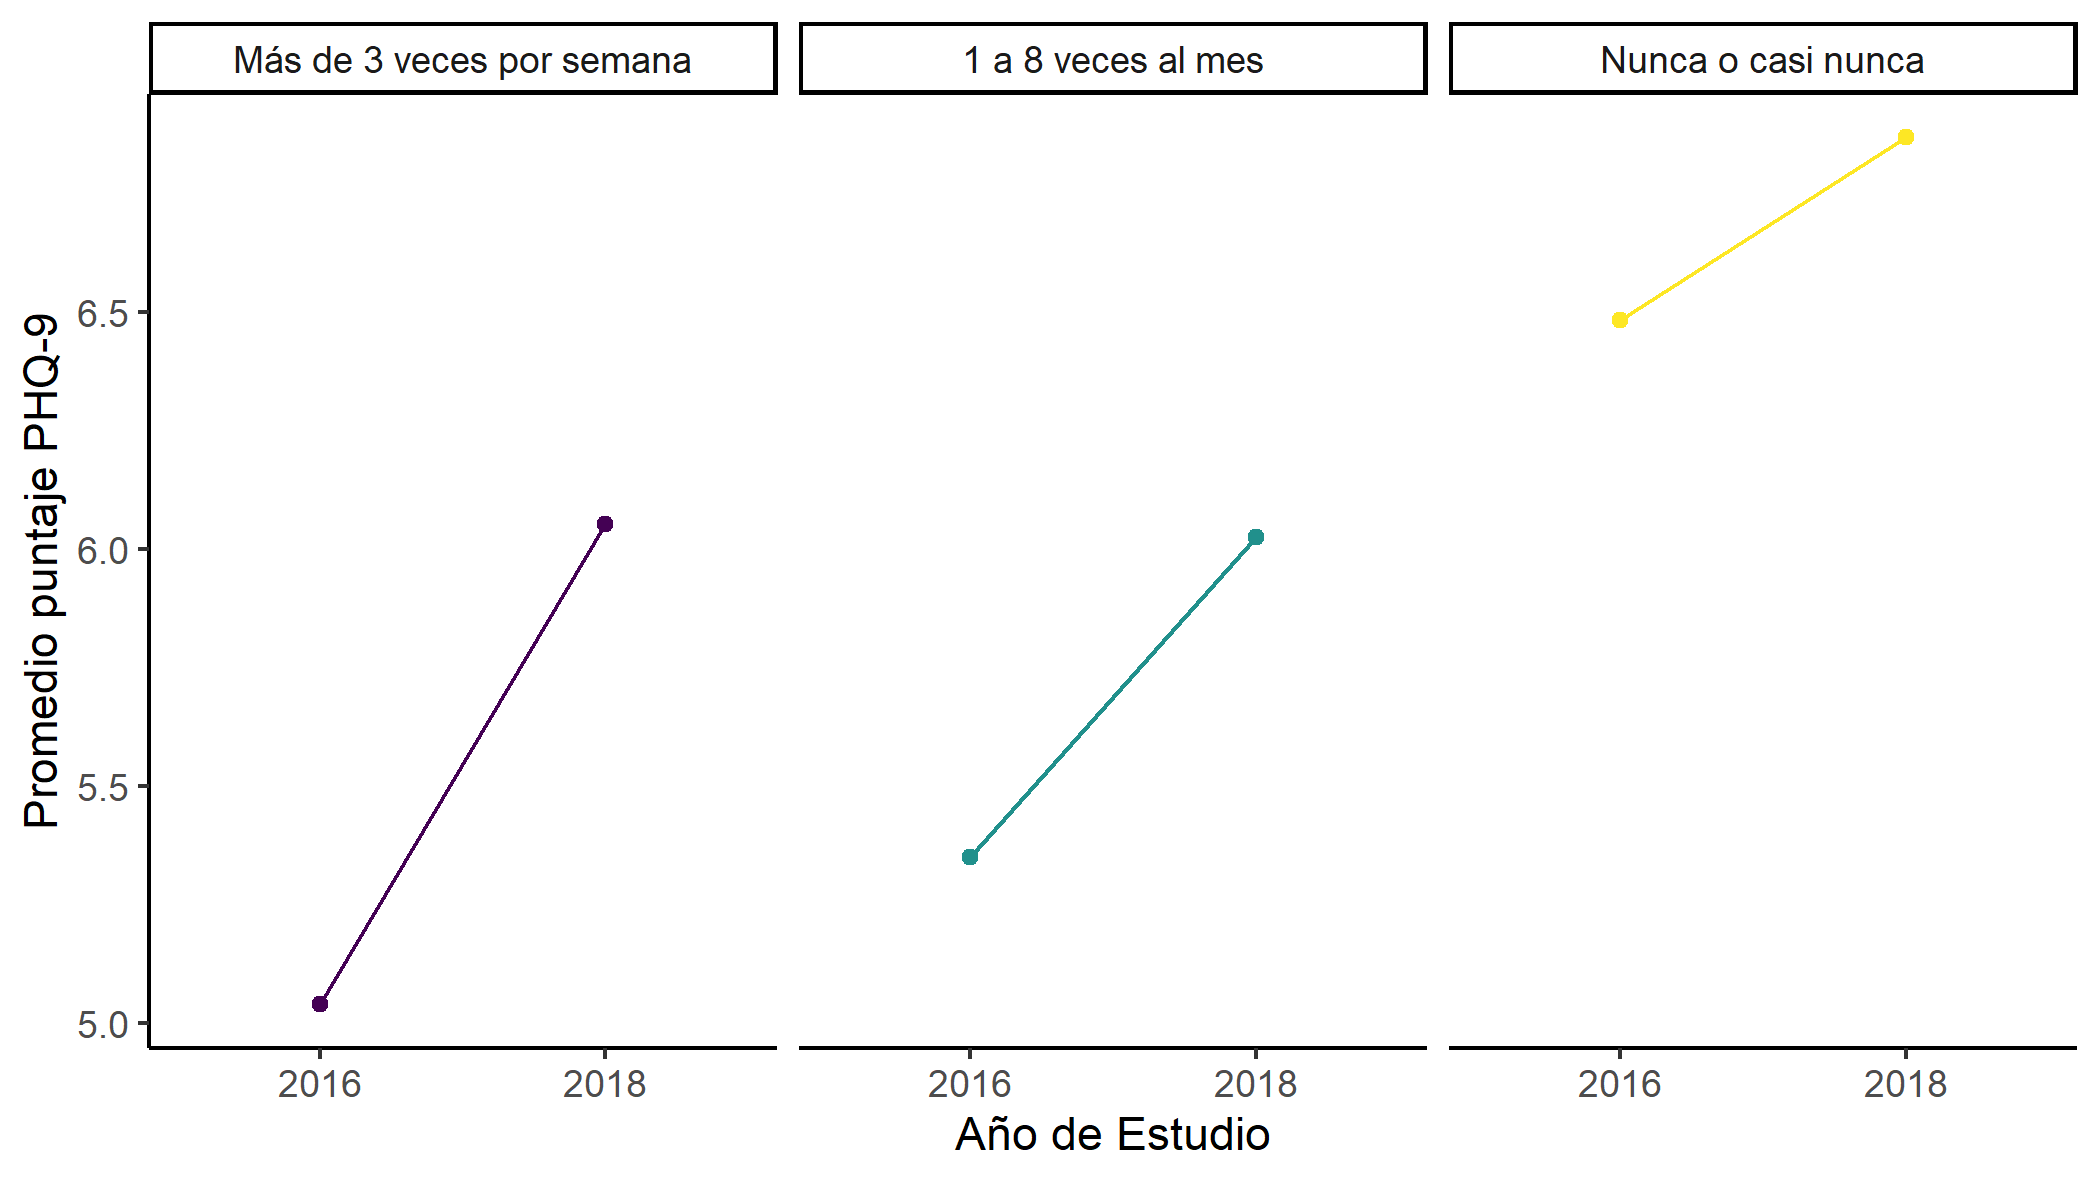 Más de 3 veces por semana
1 a 8 veces al mes
Nunca o casi nunca
Promedio puntaje PHQ-9
6.5
6.0
5.5
5.0
2016 2018 2016 2018 2016 2018
Año de Estudio